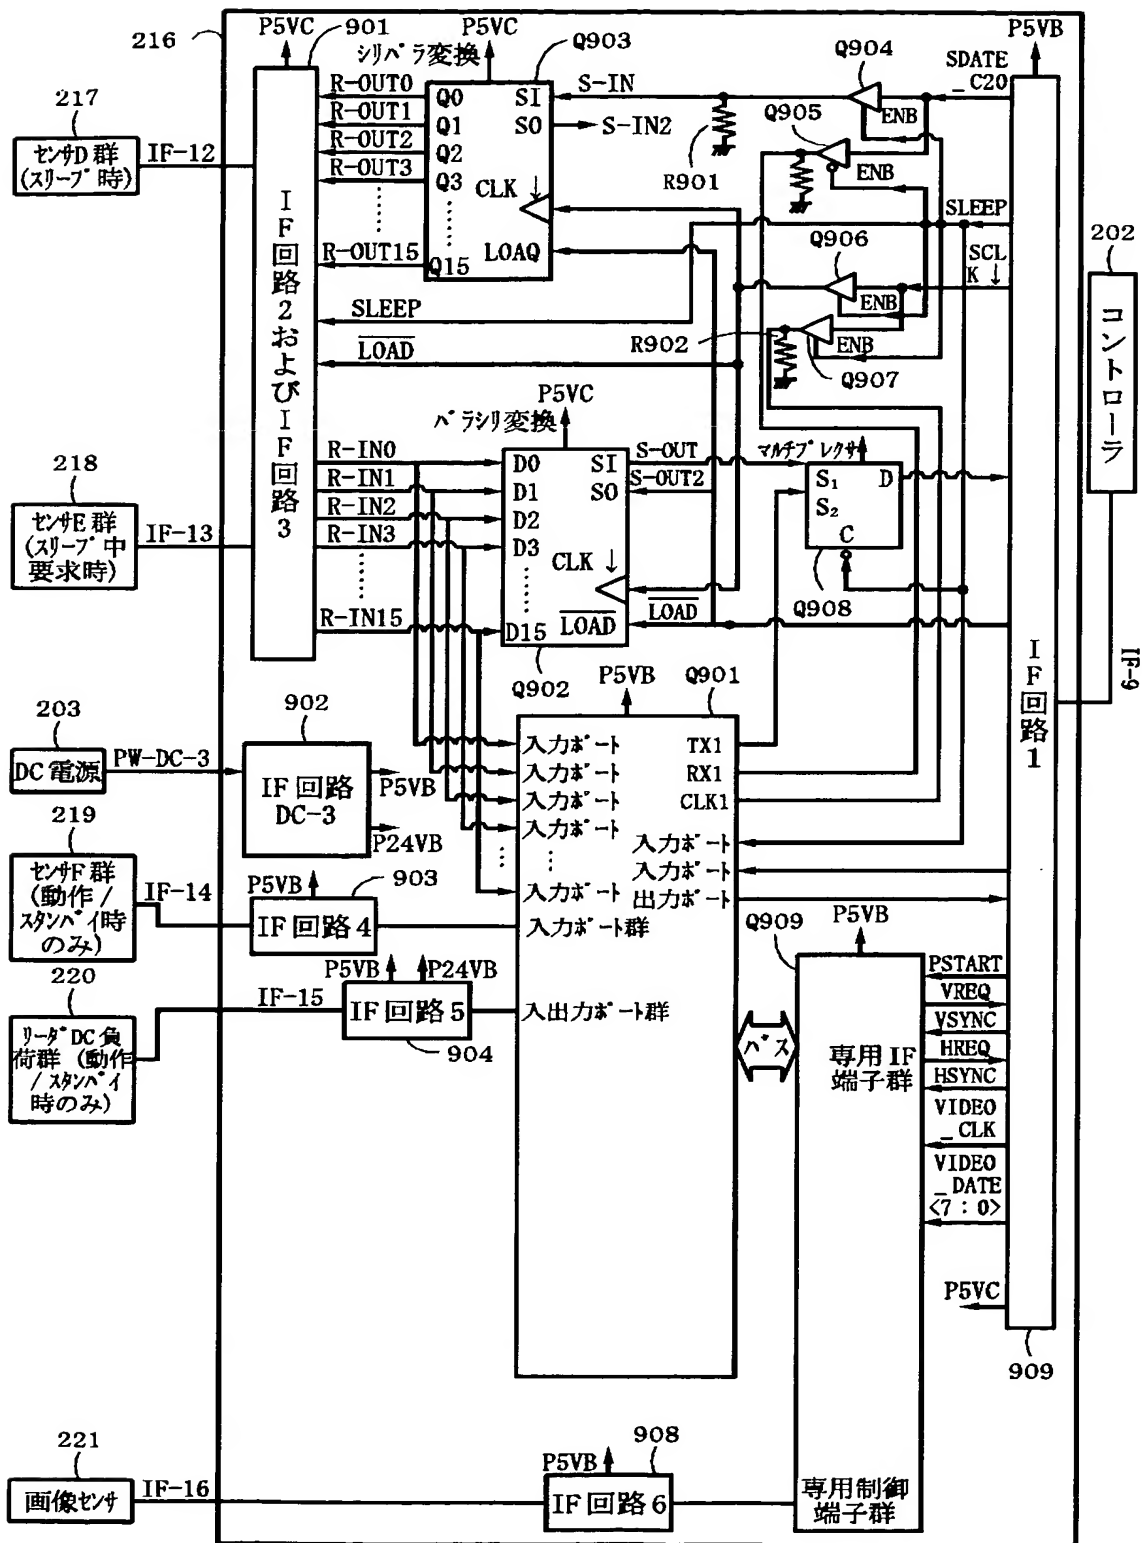 216
P5VC
901
P5VC
Q903
シリパラ変換
Q904
SDATE
_C20
P5VB
R-OUT0
R-OUT1
R-OUT2
R-OUT3
R-OUT15
Q0
Q1
Q2
Q3
Q15
SI
SO
CLK ↓
LOAQ
S-IN
S-IN2
R901
Q905
ENB
ENB
SLEEP
217
センサD群
(スリープ時)
IF-12
IF回路2およびIF回路3
SLEEP
LOAD
Q906
ENB
SCL
K ↓
R902
ENB
Q907
202
コントローラ
P5VC
パラシリ変換
218
センサE群
(スリープ中
要求時)
IF-13
R-IN0
R-IN1
R-IN2
R-IN3
R-IN15
D0
D1
D2
D3
D15
SI
SO
CLK ↓
LOAD
Q902
S-OUT
S-OUT2
マルチプレクサ
S1
S2
D
C
Q908
LOAD
IF回路1
IF-9
203
DC電源
PW-DC-3
902
IF回路
DC-3
P5VB
P24VB
P5VB
Q901
入力ポート
入力ポート
入力ポート
入力ポート
入力ポート
入力ポート群
入出力ポート群
TX1
RX1
CLK1
入力ポート
入力ポート
出力ポート
219
センサF群
(動作/
スタンバイ時
のみ)
IF-14
P5VB
903
IF回路4
220
リーダDC負
荷群 (動作
/スタンバイ
時のみ)
IF-15
P5VB
P24VB
IF回路5
904
バス
Q909
P5VB
専用IF
端子群
専用制御
端子群
PSTART
VREQ
VSYNC
HREQ
HSYNC
VIDEO
_CLK
VIDEO
_DATE
<7:0>
P5VC
909
221
画像センサ
IF-16
P5VB
908
IF回路6